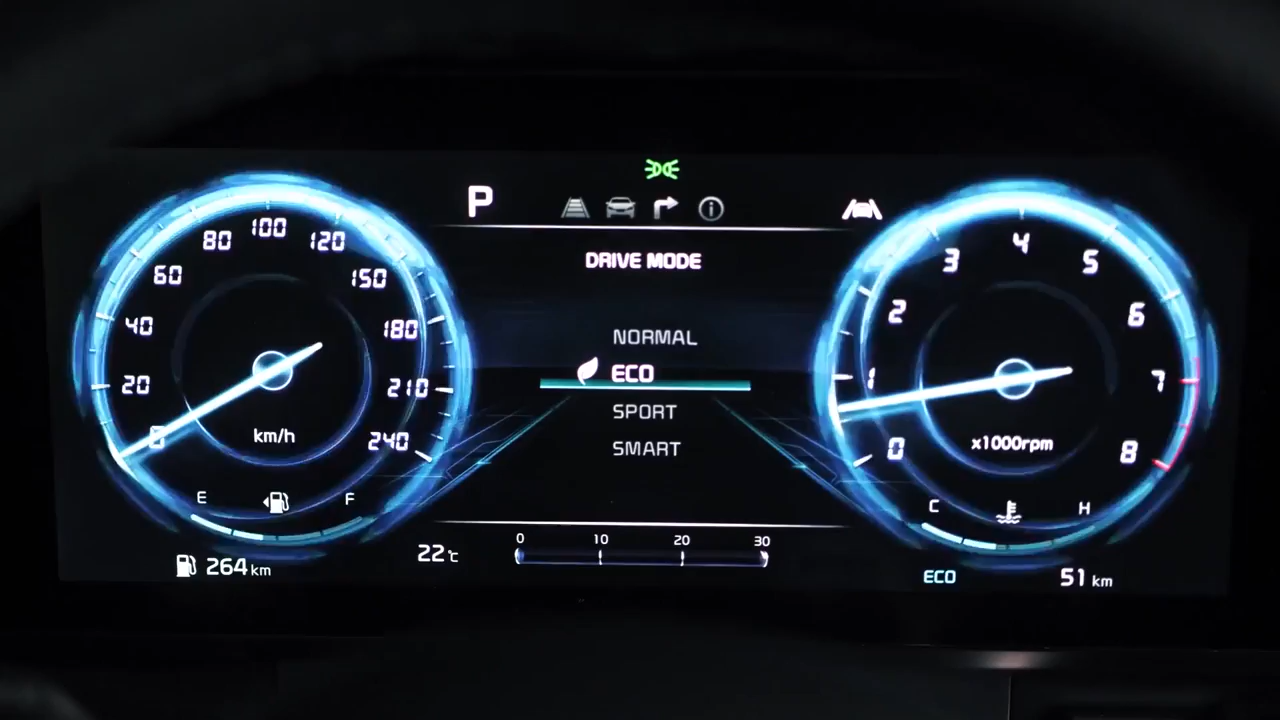 P
DRIVE MODE
NORMAL
ECO
SPORT
SMART
0
20
40
60
80
100
120
150
180
210
240
km/h
E
F
264 km
22℃
0 10 20 30
0
1
2
3
4
5
6
7
8
x1000rpm
C
H
ECO
51 km